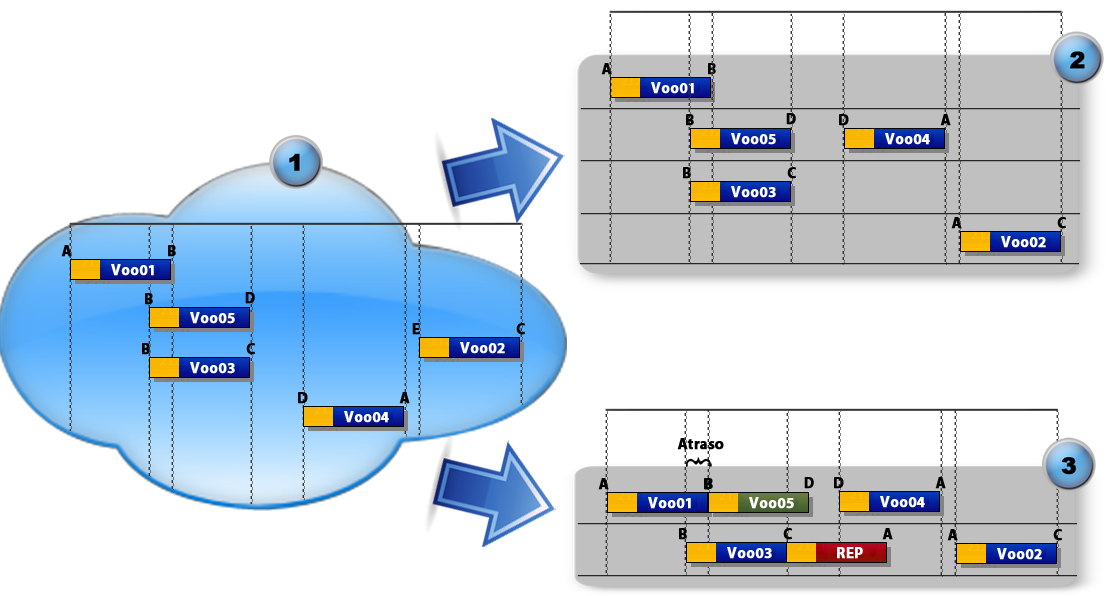 1
A B
Voo01
B D
Voo05
B C
Voo03
E C
Voo02
D A
Voo04
2
A B
Voo01
B D D A
Voo05 Voo04
B C
Voo03
A C
Voo02
3
Atraso
A B D D A
Voo01 Voo05 Voo04
B C A A C
Voo03 REP Voo02